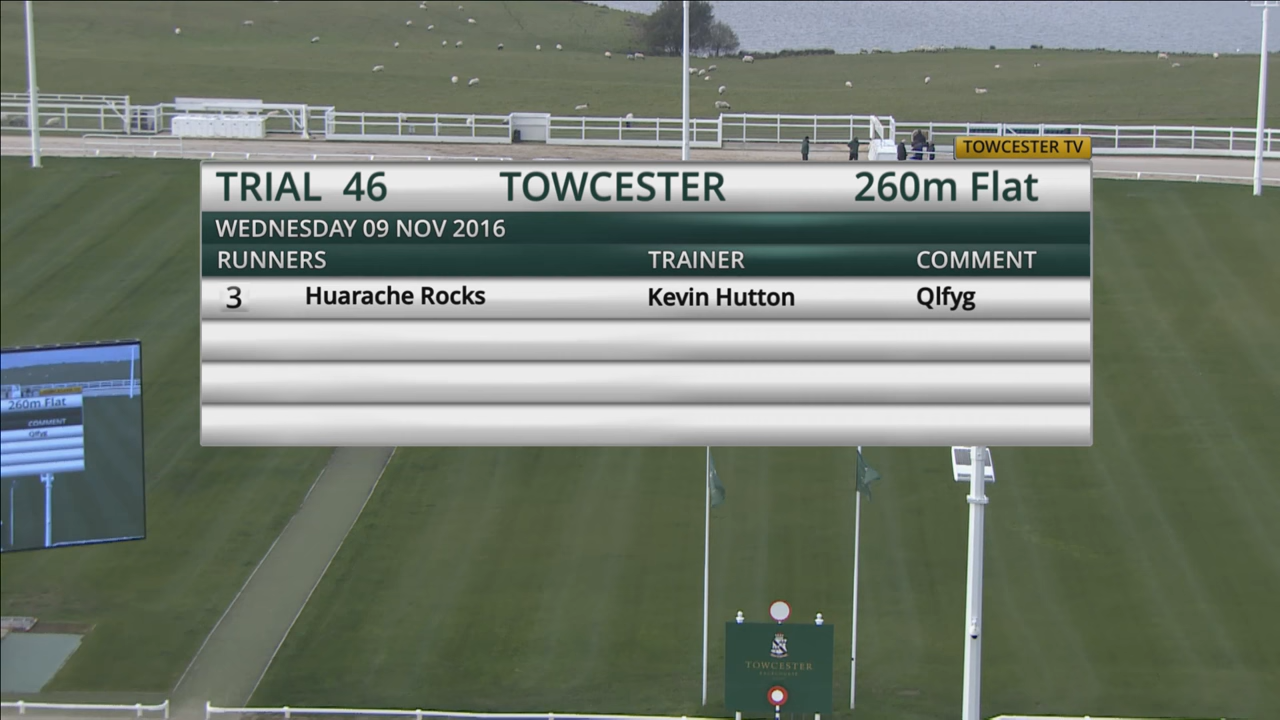 TOWCESTER TV
TRIAL 46 TOWCESTER 260m Flat
WEDNESDAY 09 NOV 2016
RUNNERS TRAINER COMMENT
3 Huarache Rocks Kevin Hutton Qlfyg
260m Flat
COMMENT
Qlfyg
TOWCESTER
RACECOURSE